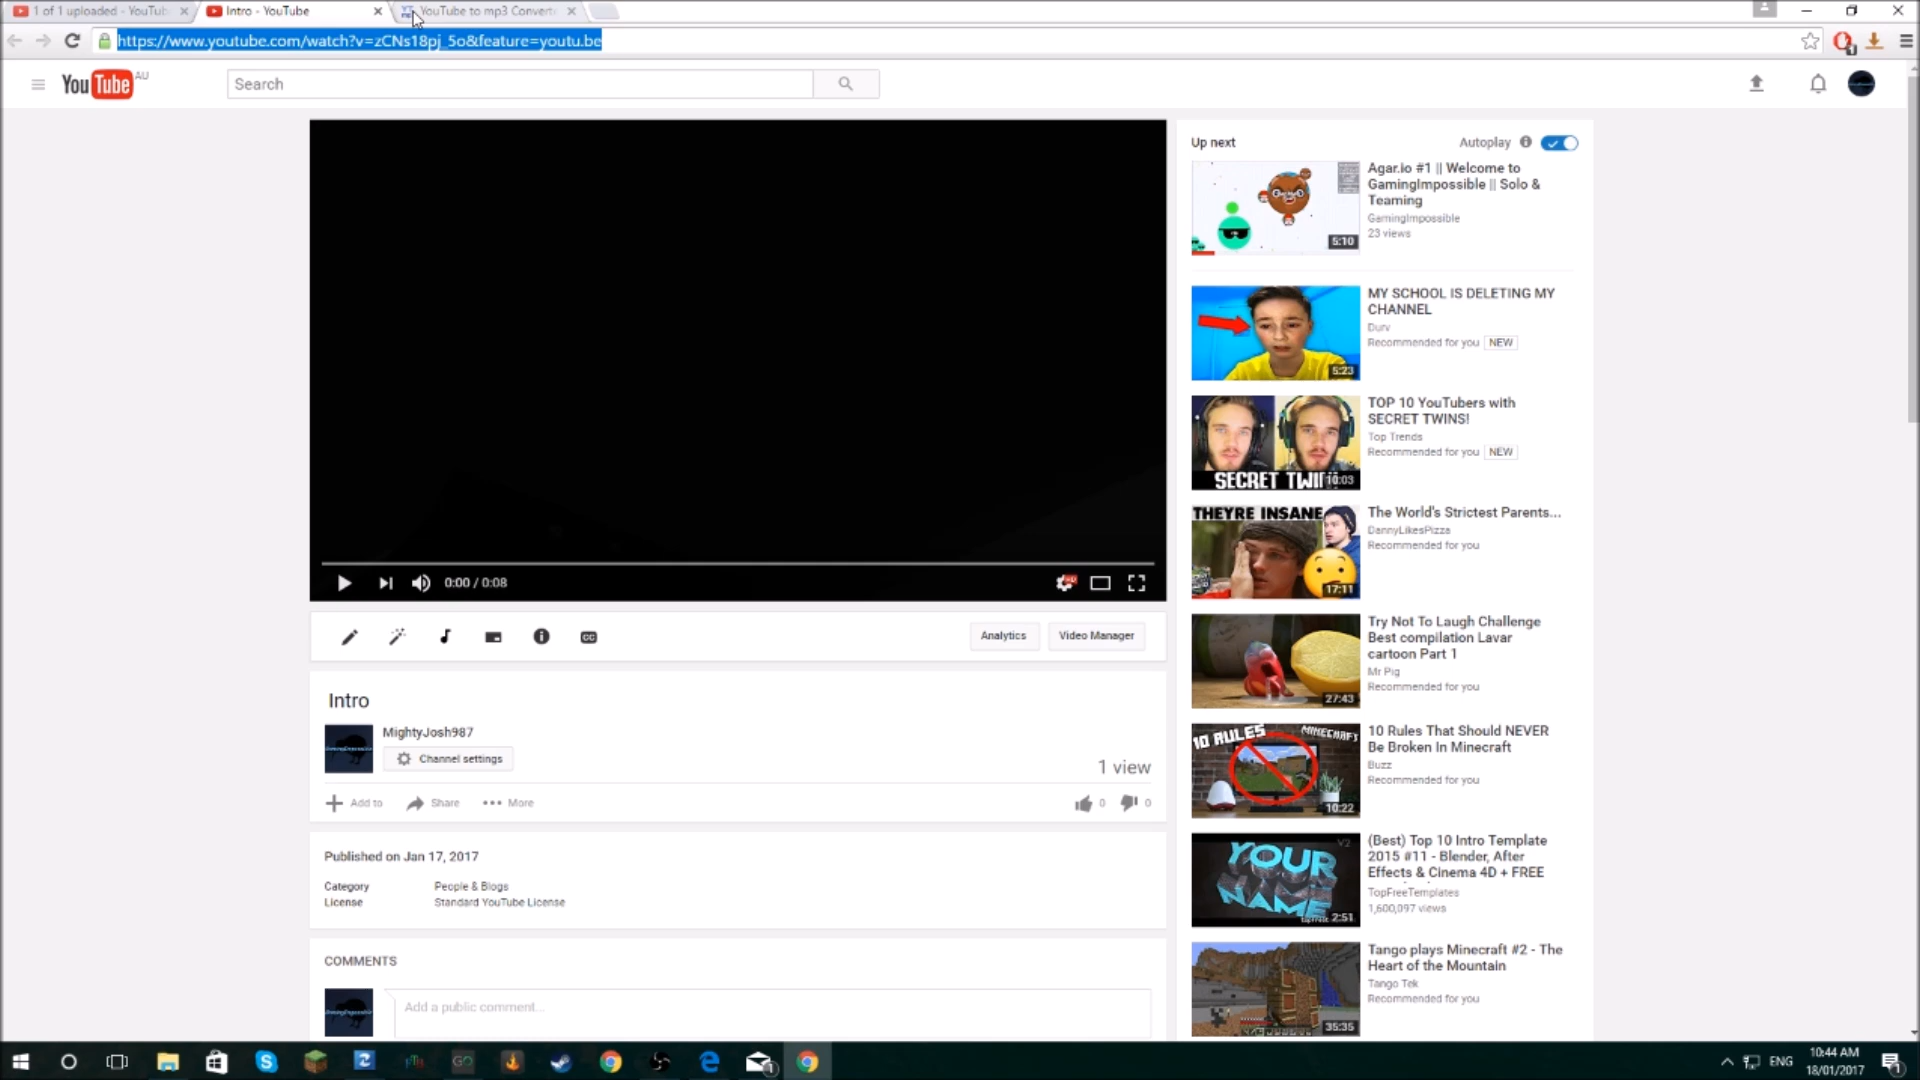 1 of 1 uploaded - YouTub
Intro - YouTube
YouTube to mp3 Convert
https://www.youtube.com/watch?v=zCNs18pj_5o&feature=youtu.be
YouTube AU
Search
Up next
Autoplay
Agar.io #1 || Welcome to
GamingImpossible || Solo &
Teaming
GamingImpossible
23 views
5:10
MY SCHOOL IS DELETING MY
CHANNEL
Durv
Recommended for you NEW
5:23
TOP 10 YouTubers with
SECRET TWINS!
Top Trends
Recommended for you NEW
SECRET TWI
10:03
THEYRE INSANE
The World's Strictest Parents...
DannyLikesPizza
Recommended for you
17:11
0:00 / 0:08
HD
Try Not To Laugh Challenge
Best compilation Lavar
cartoon Part 1
Mr Pig
Recommended for you
27:43
CC
Analytics
Video Manager
Intro
MightyJosh987
Channel settings
1 view
Add to
Share
More
0
0
10 RULES
MINECRAFT
10 Rules That Should NEVER
Be Broken In Minecraft
Buzz
Recommended for you
10:22
Published on Jan 17, 2017
Category People & Blogs
License Standard YouTube License
V2
YOUR
NAME
2:51
(Best) Top 10 Intro Template
2015 #11 - Blender, After
Effects & Cinema 4D + FREE
TopFreeTemplates
1,600,097 views
COMMENTS
Add a public comment...
Tango plays Minecraft #2 - The
Heart of the Mountain
Tango Tek
Recommended for you
35:35
GO
1
ENG
10:44 AM
18/01/2017
1